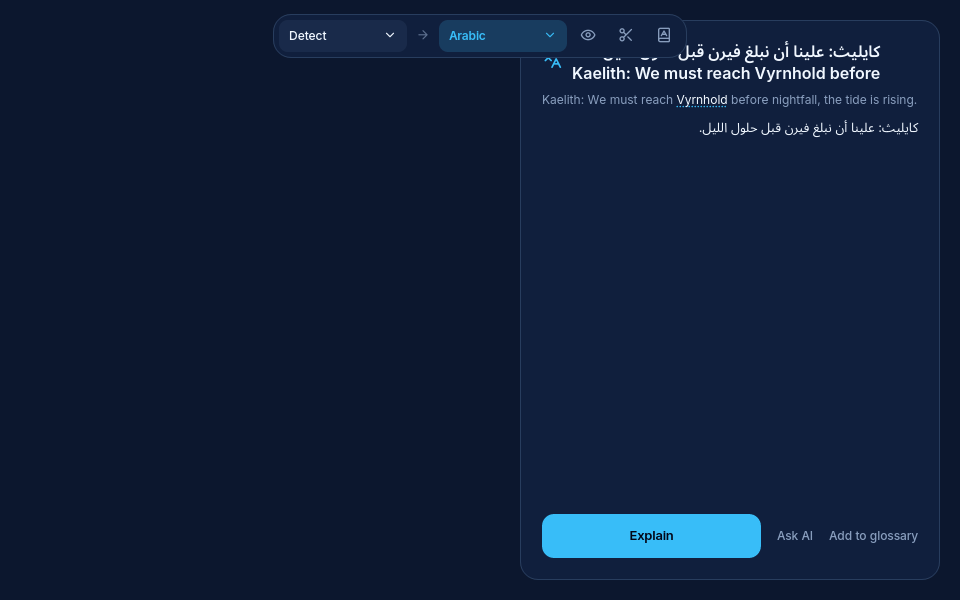 Detect
Arabic
كايليث: علينا أن نبلغ فيرن قبل
Kaelith: We must reach Vyrnhold before
Kaelith: We must reach Vyrnhold before nightfall, the tide is rising.
كايليث: علينا أن نبلغ فيرن قبل حلول الليل.
Explain
Ask AI
Add to glossary